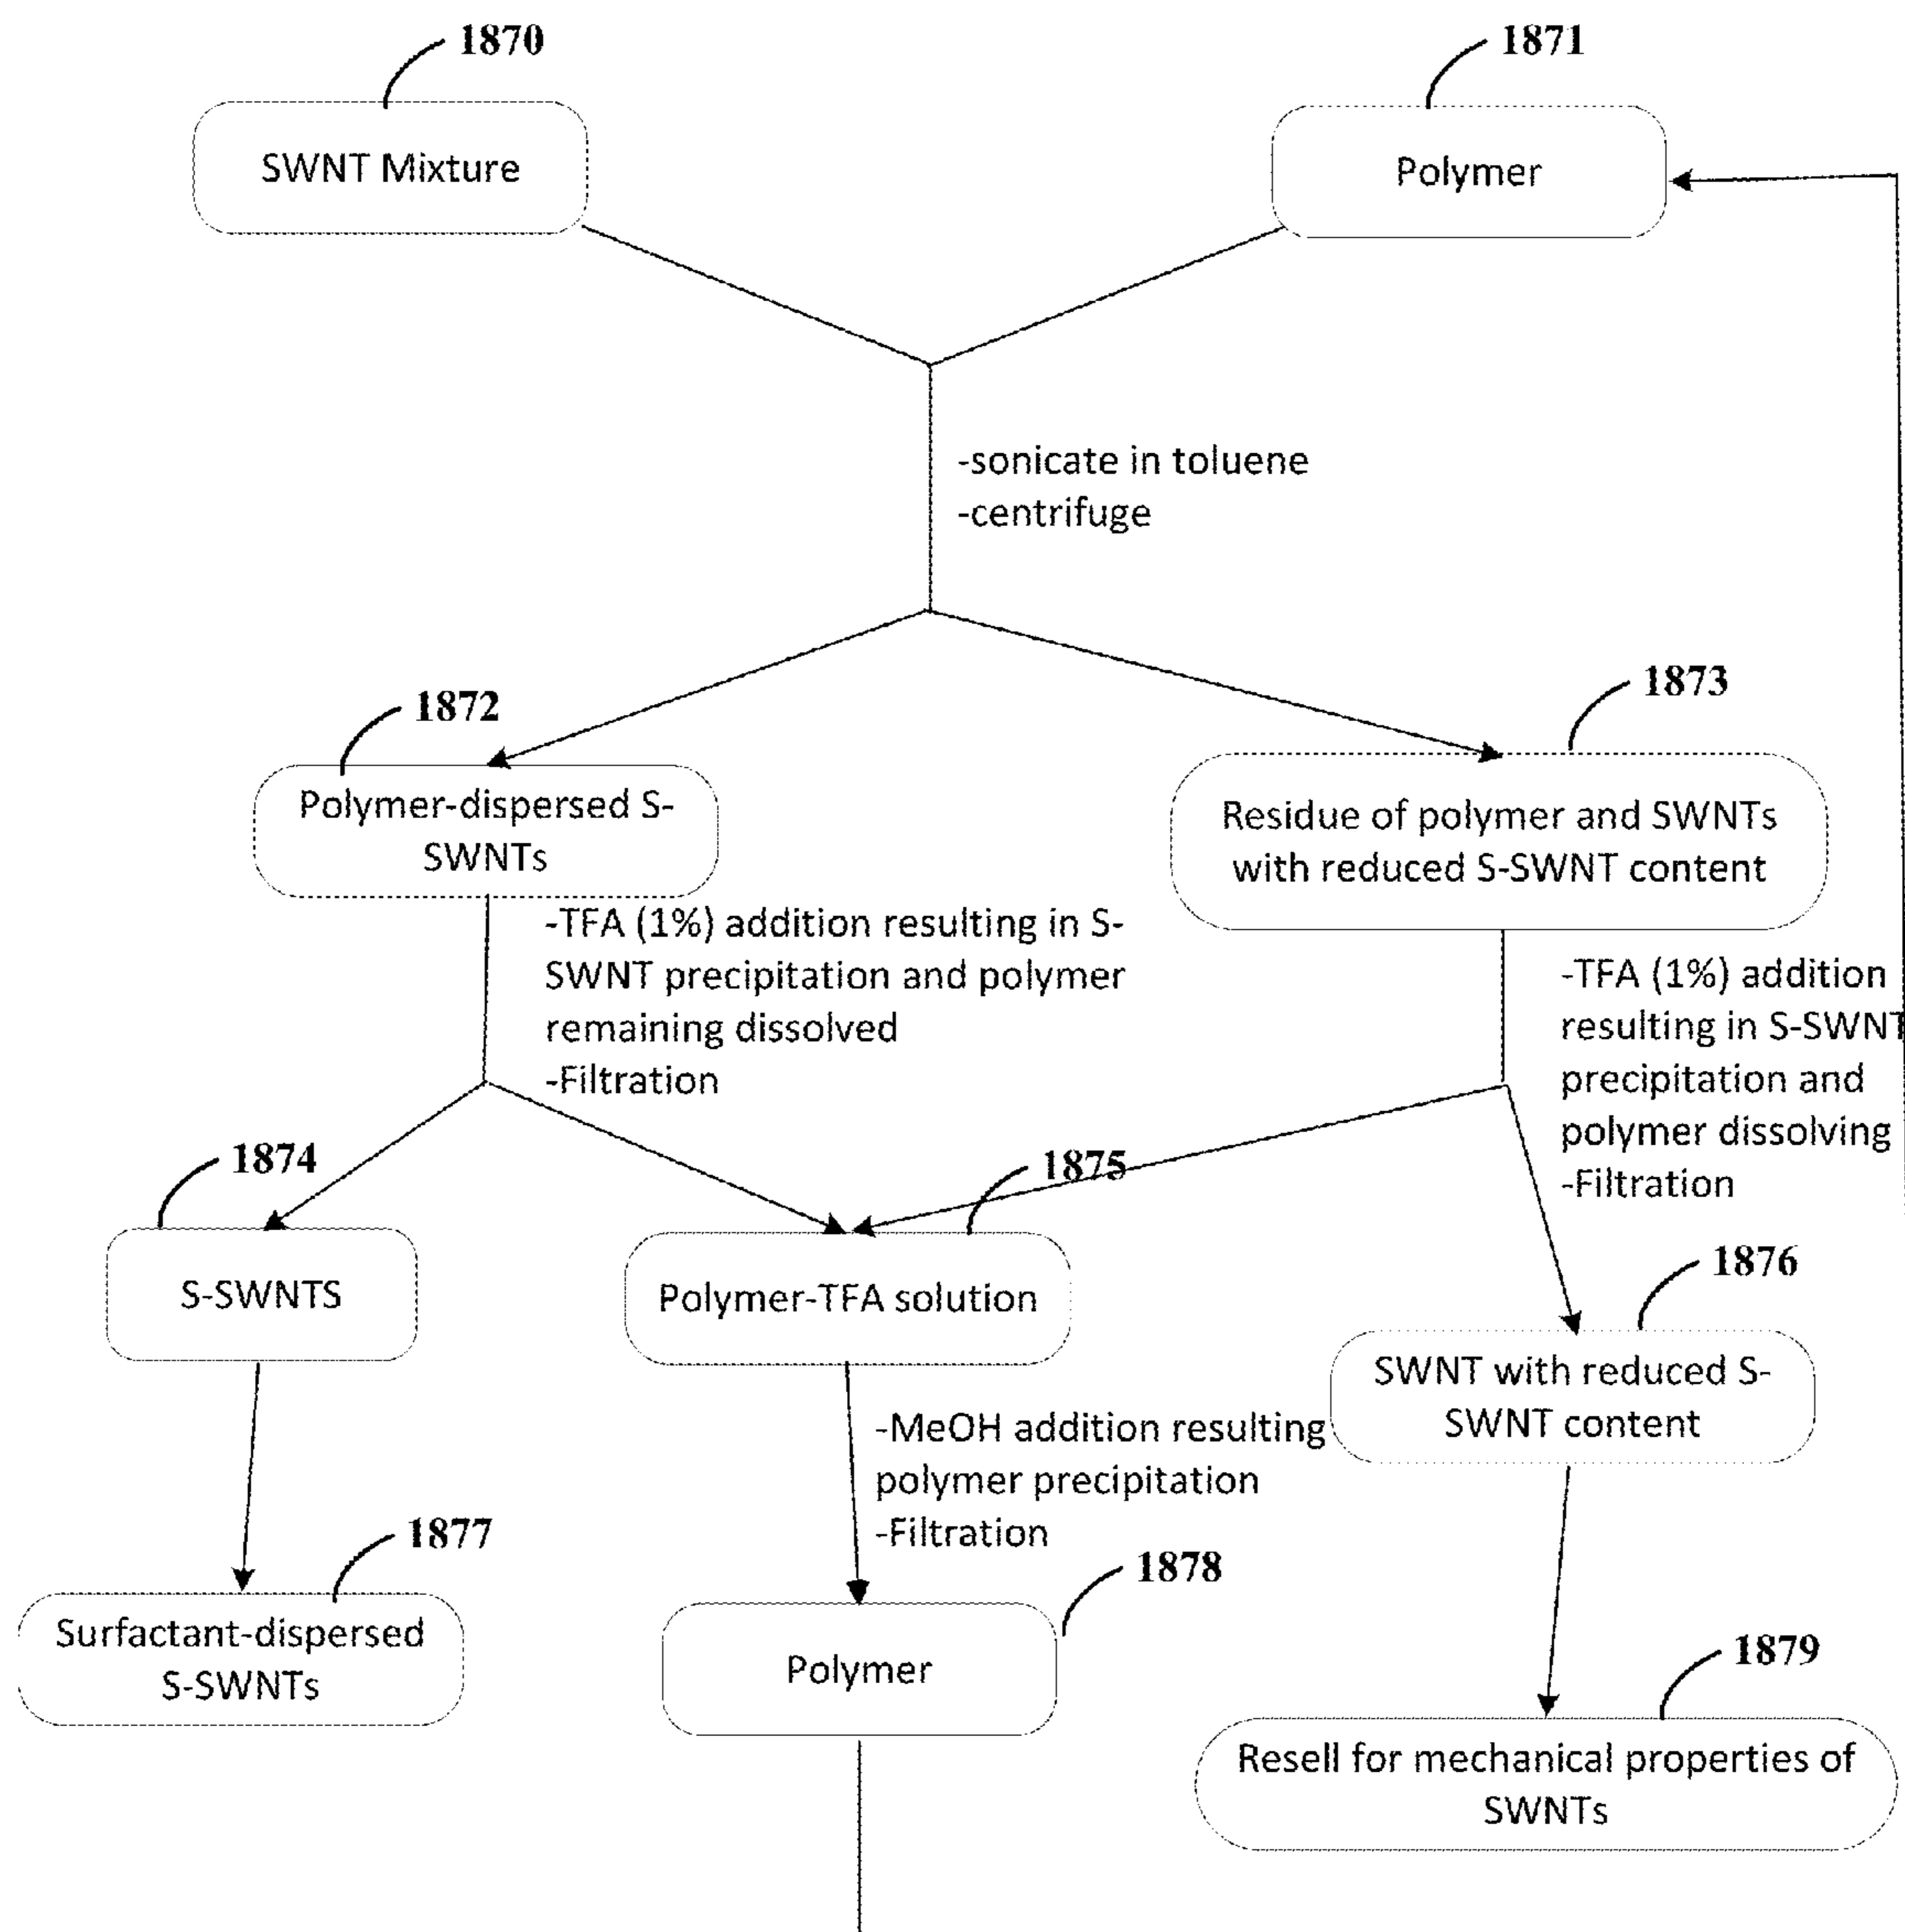 1870
1871
SWNT Mixture
Polymer
-sonicate in toluene
-centrifuge
1872
1873
Polymer-dispersed S-
SWNTs
Residue of polymer and SWNTs
with reduced S-SWNT content
-TFA (1%) addition resulting in S-
SWNT precipitation and polymer
remaining dissolved
-Filtration
-TFA (1%) addition
resulting in S-SWNT
precipitation and
polymer dissolving
-Filtration
1874
1875
1876
S-SWNTS
Polymer-TFA solution
SWNT with reduced S-
SWNT content
-MeOH addition resulting
polymer precipitation
-Filtration
1877
1878
1879
Surfactant-dispersed
S-SWNTs
Polymer
Resell for mechanical properties of
SWNTs